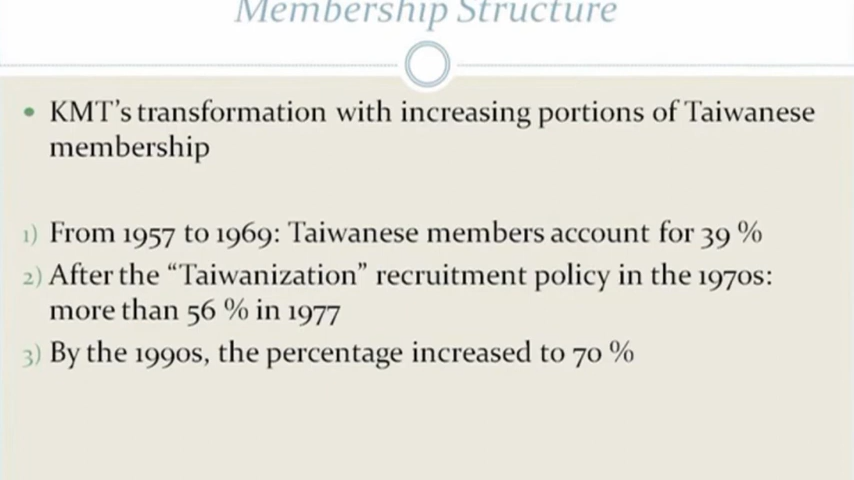 Membership Structure
• KMT's transformation with increasing portions of Taiwanese
membership
1) From 1957 to 1969: Taiwanese members account for 39 %
2) After the “Taiwanization” recruitment policy in the 1970s:
more than 56 % in 1977
3) By the 1990s, the percentage increased to 70 %